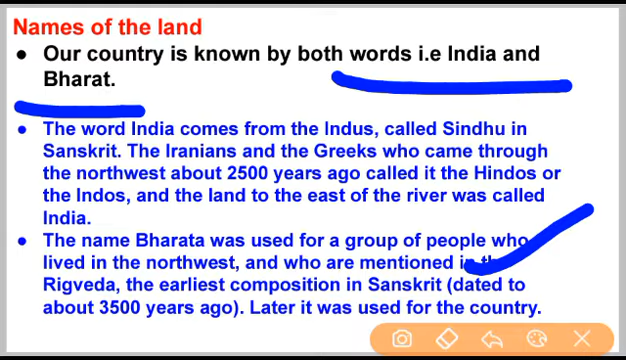 Names of the land
● Our country is known by both words i.e India and
Bharat.
● The word India comes from the Indus, called Sindhu in
Sanskrit. The Iranians and the Greeks who came through
the northwest about 2500 years ago called it the Hindos or
the Indos, and the land to the east of the river was called
India.
● The name Bharata was used for a group of people who
lived in the northwest, and who are mentioned in the
Rigveda, the earliest composition in Sanskrit (dated to
about 3500 years ago). Later it was used for the country.